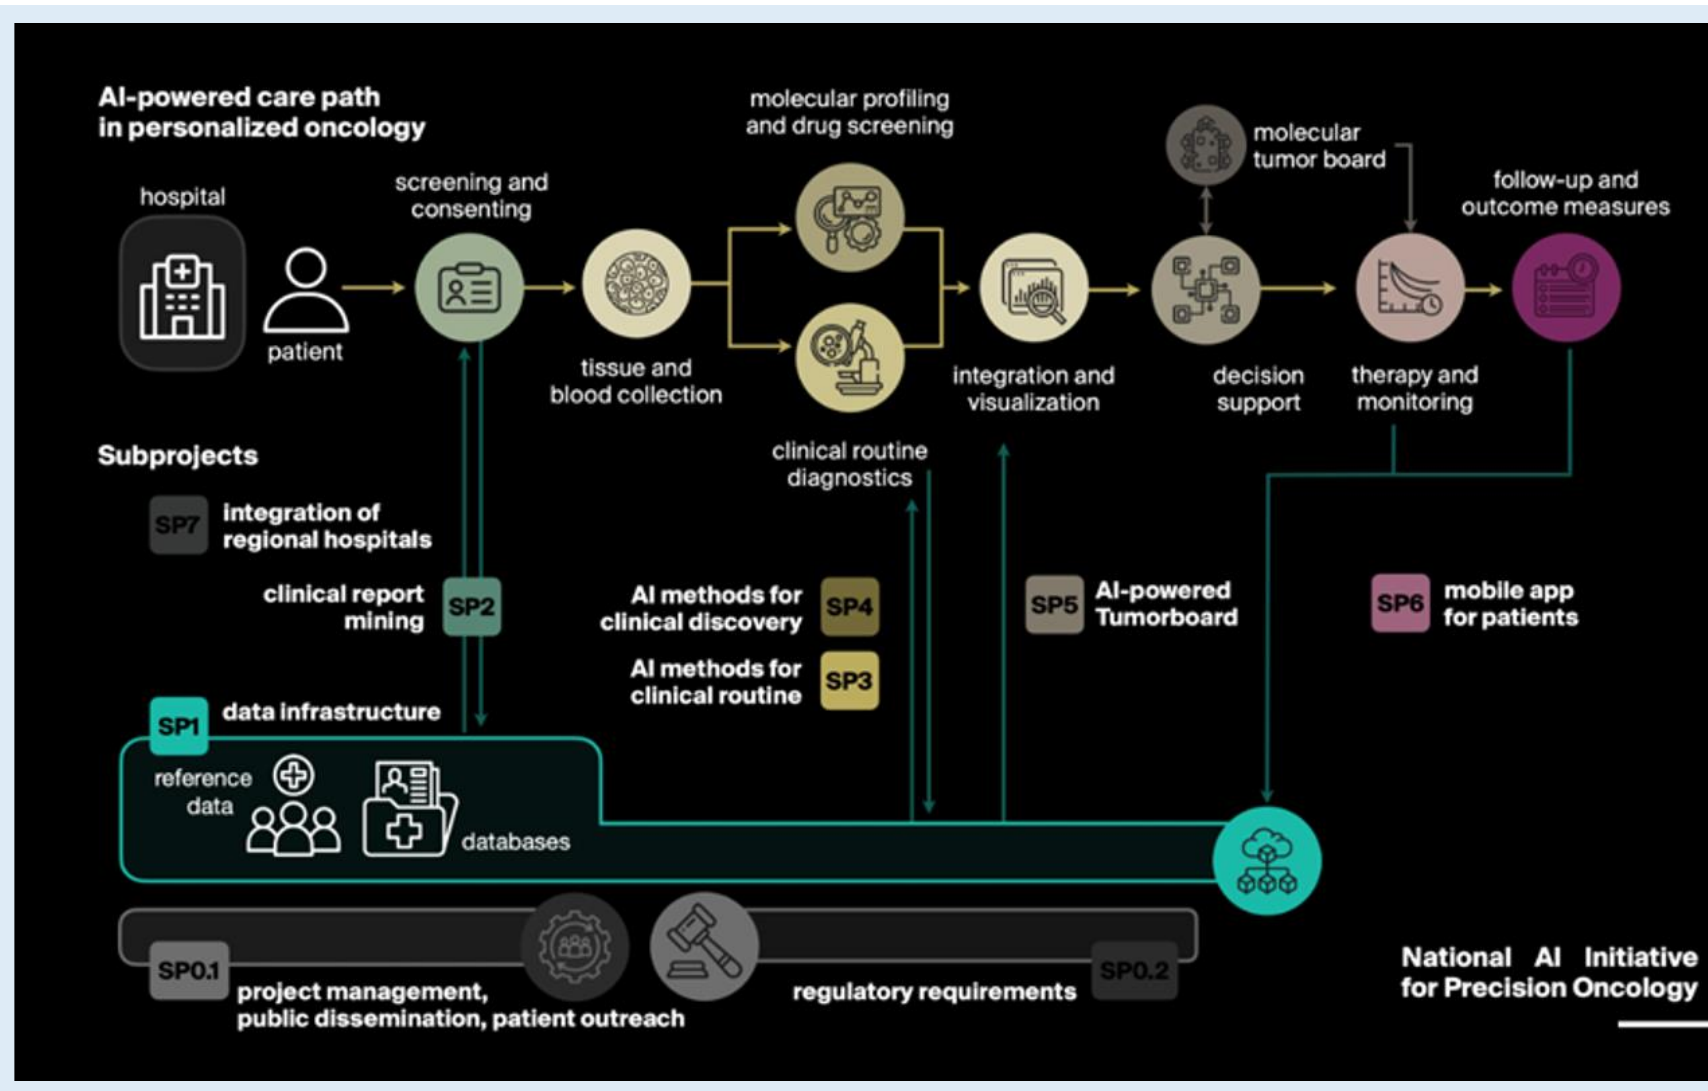 AI-powered care path
in personalized oncology
hospital
patient
screening and
consenting
tissue and
blood collection
molecular profiling
and drug screening
clinical routine
diagnostics
integration and
visualization
molecular
tumor board
decision
support
therapy and
monitoring
follow-up and
outcome measures
Subprojects
SP7
integration of
regional hospitals
clinical report
mining
SP2
AI methods for
clinical discovery
SP4
AI methods for
clinical routine
SP3
SP5
AI-powered
Tumorboard
SP6
mobile app
for patients
SP1
data infrastructure
reference
data
databases
SP0.1
project management,
public dissemination, patient outreach
regulatory requirements
SP0.2
National AI Initiative
for Precision Oncology